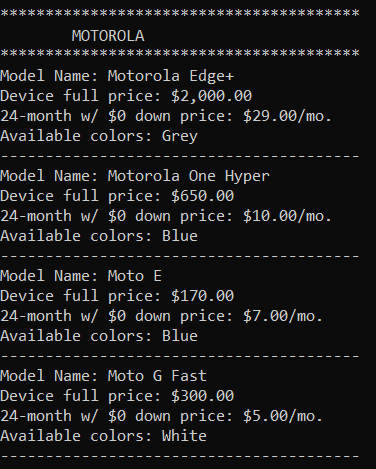 ****************************************
MOTOROLA
****************************************
Model Name: Motorola Edge+
Device full price: $2,000.00
24-month w/ $0 down price: $29.00/mo.
Available colors: Grey
----------------------------------------
Model Name: Motorola One Hyper
Device full price: $650.00
24-month w/ $0 down price: $10.00/mo.
Available colors: Blue
----------------------------------------
Model Name: Moto E
Device full price: $170.00
24-month w/ $0 down price: $7.00/mo.
Available colors: Blue
----------------------------------------
Model Name: Moto G Fast
Device full price: $300.00
24-month w/ $0 down price: $5.00/mo.
Available colors: White
----------------------------------------